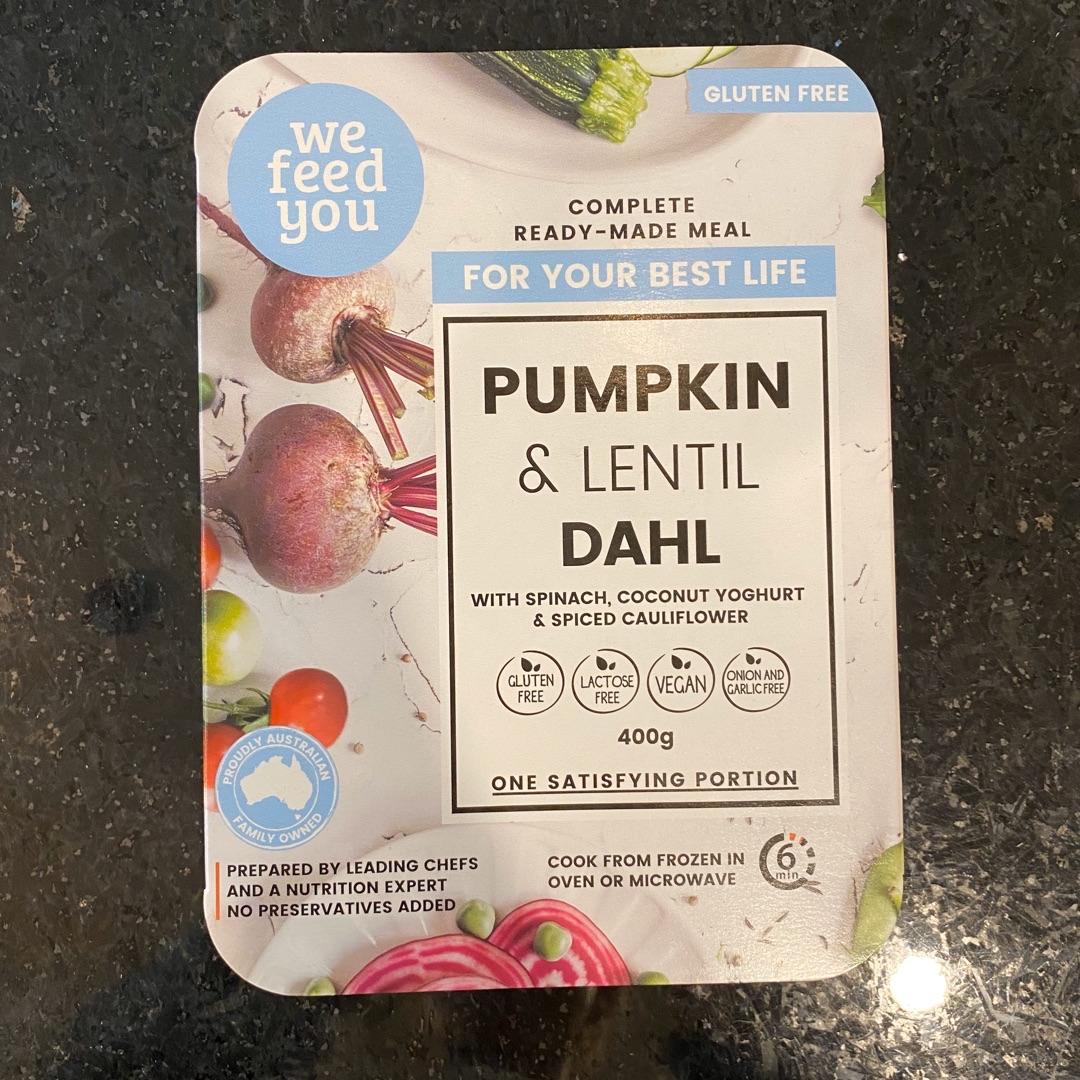 we
feed
you
GLUTEN FREE
COMPLETE
READY-MADE MEAL
FOR YOUR BEST LIFE
PUMPKIN
& LENTIL
DAHL
WITH SPINACH, COCONUT YOGHURT
& SPICED CAULIFLOWER
GLUTEN
FREE
LACTOSE
FREE
VEGAN
ONION AND
GARLIC FREE
400g
ONE SATISFYING PORTION
PROUDLY AUSTRALIAN
FAMILY OWNED
PREPARED BY LEADING CHEFS
AND A NUTRITION EXPERT
NO PRESERVATIVES ADDED
COOK FROM FROZEN IN
OVEN OR MICROWAVE
6
min